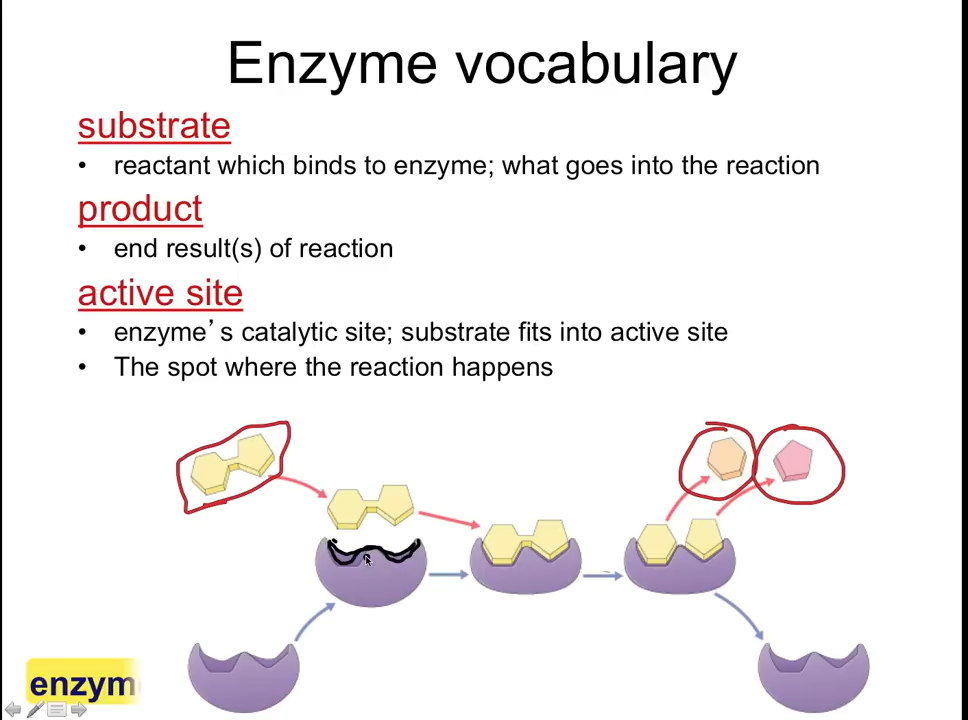 Enzyme vocabulary
substrate
• reactant which binds to enzyme; what goes into the reaction
product
• end result(s) of reaction
active site
• enzyme’s catalytic site; substrate fits into active site
• The spot where the reaction happens
enzym